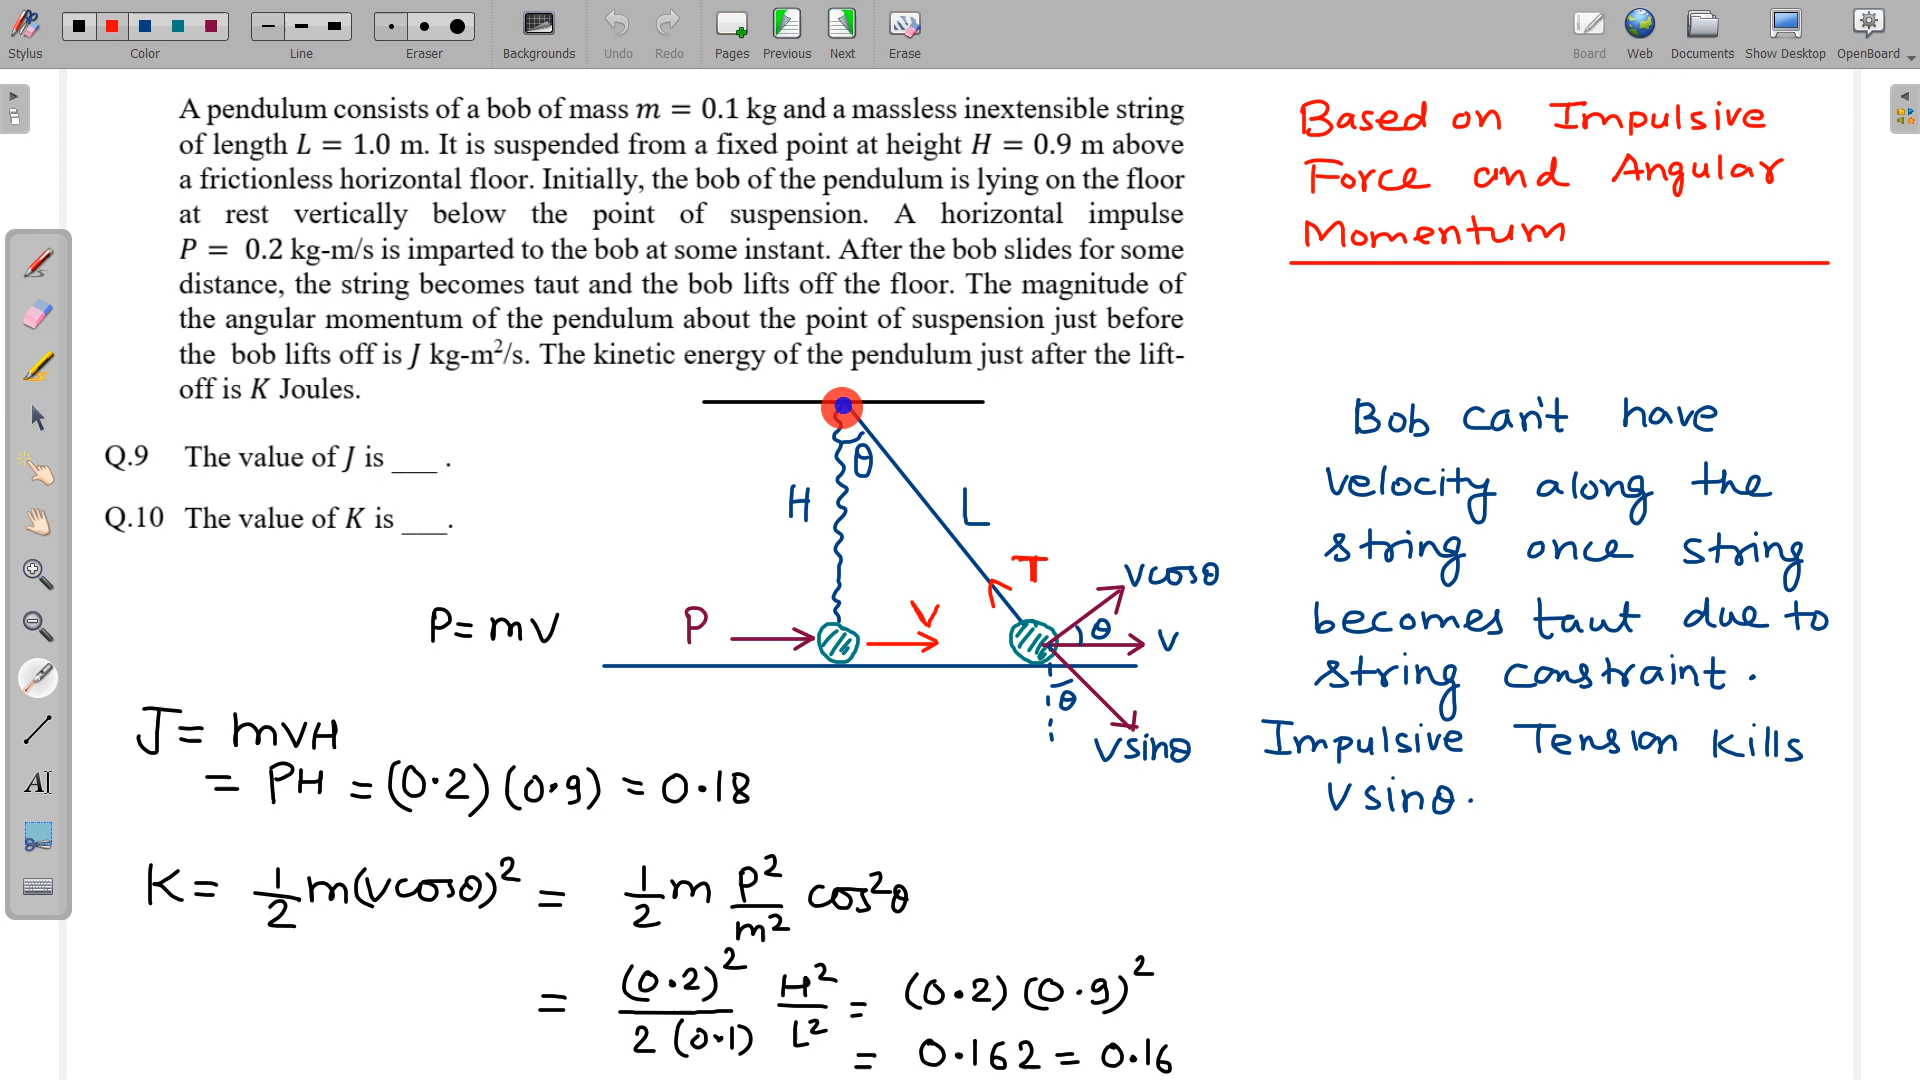 Stylus
Color
Line
Eraser
Backgrounds
Undo
Redo
Pages
Previous
Next
Erase
Board
Web
Documents
Show Desktop
OpenBoard
A pendulum consists of a bob of mass m = 0.1 kg and a massless inextensible string
of length L = 1.0 m. It is suspended from a fixed point at height H = 0.9 m above
a frictionless horizontal floor. Initially, the bob of the pendulum is lying on the floor
at rest vertically below the point of suspension. A horizontal impulse
P = 0.2 kg-m/s is imparted to the bob at some instant. After the bob slides for some
distance, the string becomes taut and the bob lifts off the floor. The magnitude of
the angular momentum of the pendulum about the point of suspension just before
the bob lifts off is J kg-m²/s. The kinetic energy of the pendulum just after the lift-
off is K Joules.
Q.9 The value of J is ___ .
Q.10 The value of K is ___.
Based on Impulsive
Force and Angular
Momentum
θ
H
L
T
V cosθ
P
V
θ
V
θ
V sinθ
P = mV
Bob can't have
velocity along the
string once string
becomes taut due to
string constraint.
Impulsive Tension kills
V sinθ.
J = mVH
= PH = (0.2) (0.9) = 0.18
K = 1/2 m(Vcosθ)² = 1/2 m P²/m² cos²θ
= (0.2)²/2(0.1) H²/L² = (0.2) (0.9)²
= 0.162 = 0.16
AI